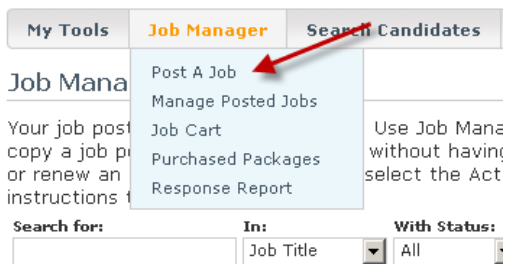 My Tools Job Manager Search Candidates
Post A Job
Job Mana
Manage Posted Jobs
Your job post Job Cart Use Job Mana
copy a job p Purchased Packages without having
or renew an Response Report select the Act
instructions
Search for: In: With Status:
Job Title All